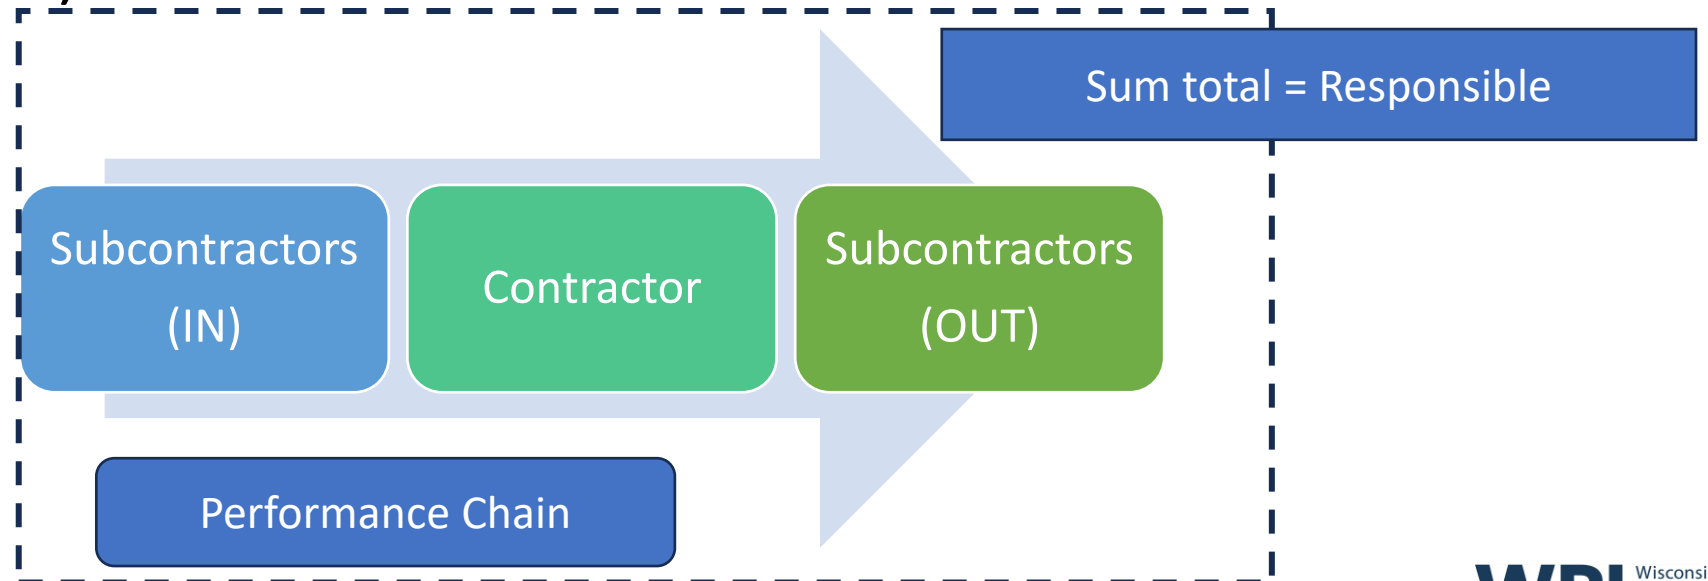 Sum total = Responsible
Subcontractors
(IN)
Contractor
Subcontractors
(OUT)
Performance Chain